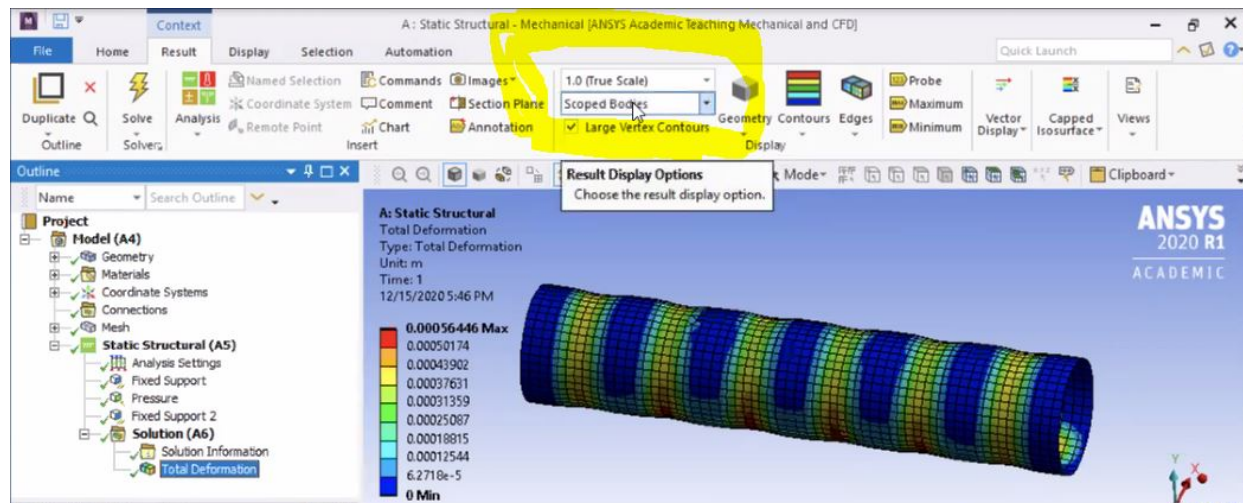 Context
A : Static Structural - Mechanical [ANSYS Academic Teaching Mechanical and CFD]
File Home Result Display Selection Automation
Quick Launch
Duplicate
Outline
Solve
Solver
Analysis
Named Selection
Coordinate System
Remote Point
Commands
Comment
Chart
Images
Section Plane
Annotation
Insert
1.0 (True Scale)
Scoped Bodies
Large Vertex Contours
Geometry
Contours
Edges
Probe
Maximum
Minimum
Display
Vector
Display
Capped
Isosurface
Views
Outline
Name
Search Outline
Project
Model (A4)
Geometry
Materials
Coordinate Systems
Connections
Mesh
Static Structural (A5)
Analysis Settings
Fixed Support
Pressure
Fixed Support 2
Solution (A6)
Solution Information
Total Deformation
Mode
Clipboard
Result Display Options
Choose the result display option.
A: Static Structural
Total Deformation
Type: Total Deformation
Unit: m
Time: 1
12/15/2020 5:46 PM
0.00056446 Max
0.00050174
0.00043902
0.00037631
0.00031359
0.00025087
0.00018815
0.00012544
6.2718e-5
0 Min
ANSYS
2020 R1
ACADEMIC
Y
X